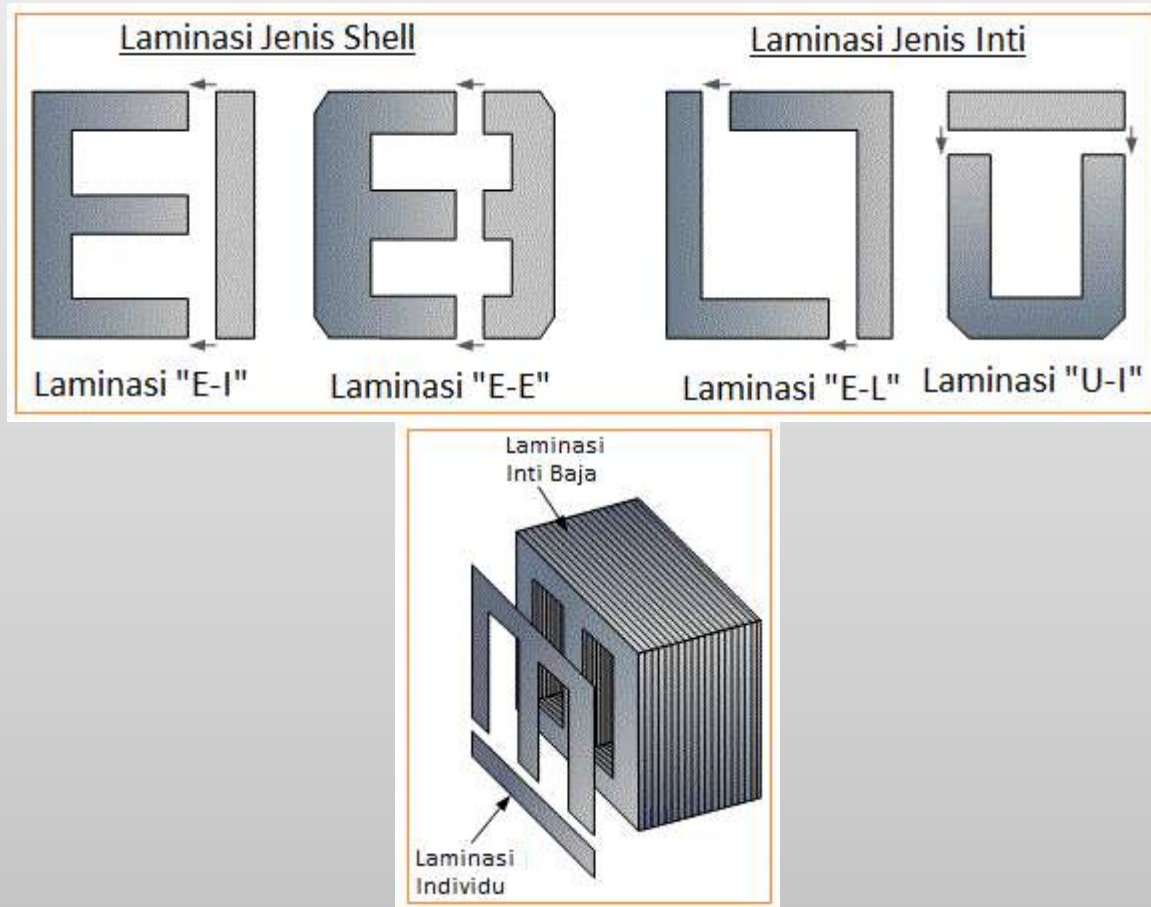 Laminasi Jenis Shell
Laminasi Jenis Inti
Laminasi "E-I"
Laminasi "E-E"
Laminasi "E-L"
Laminasi "U-I"
Laminasi
Inti Baja
Laminasi
Individu